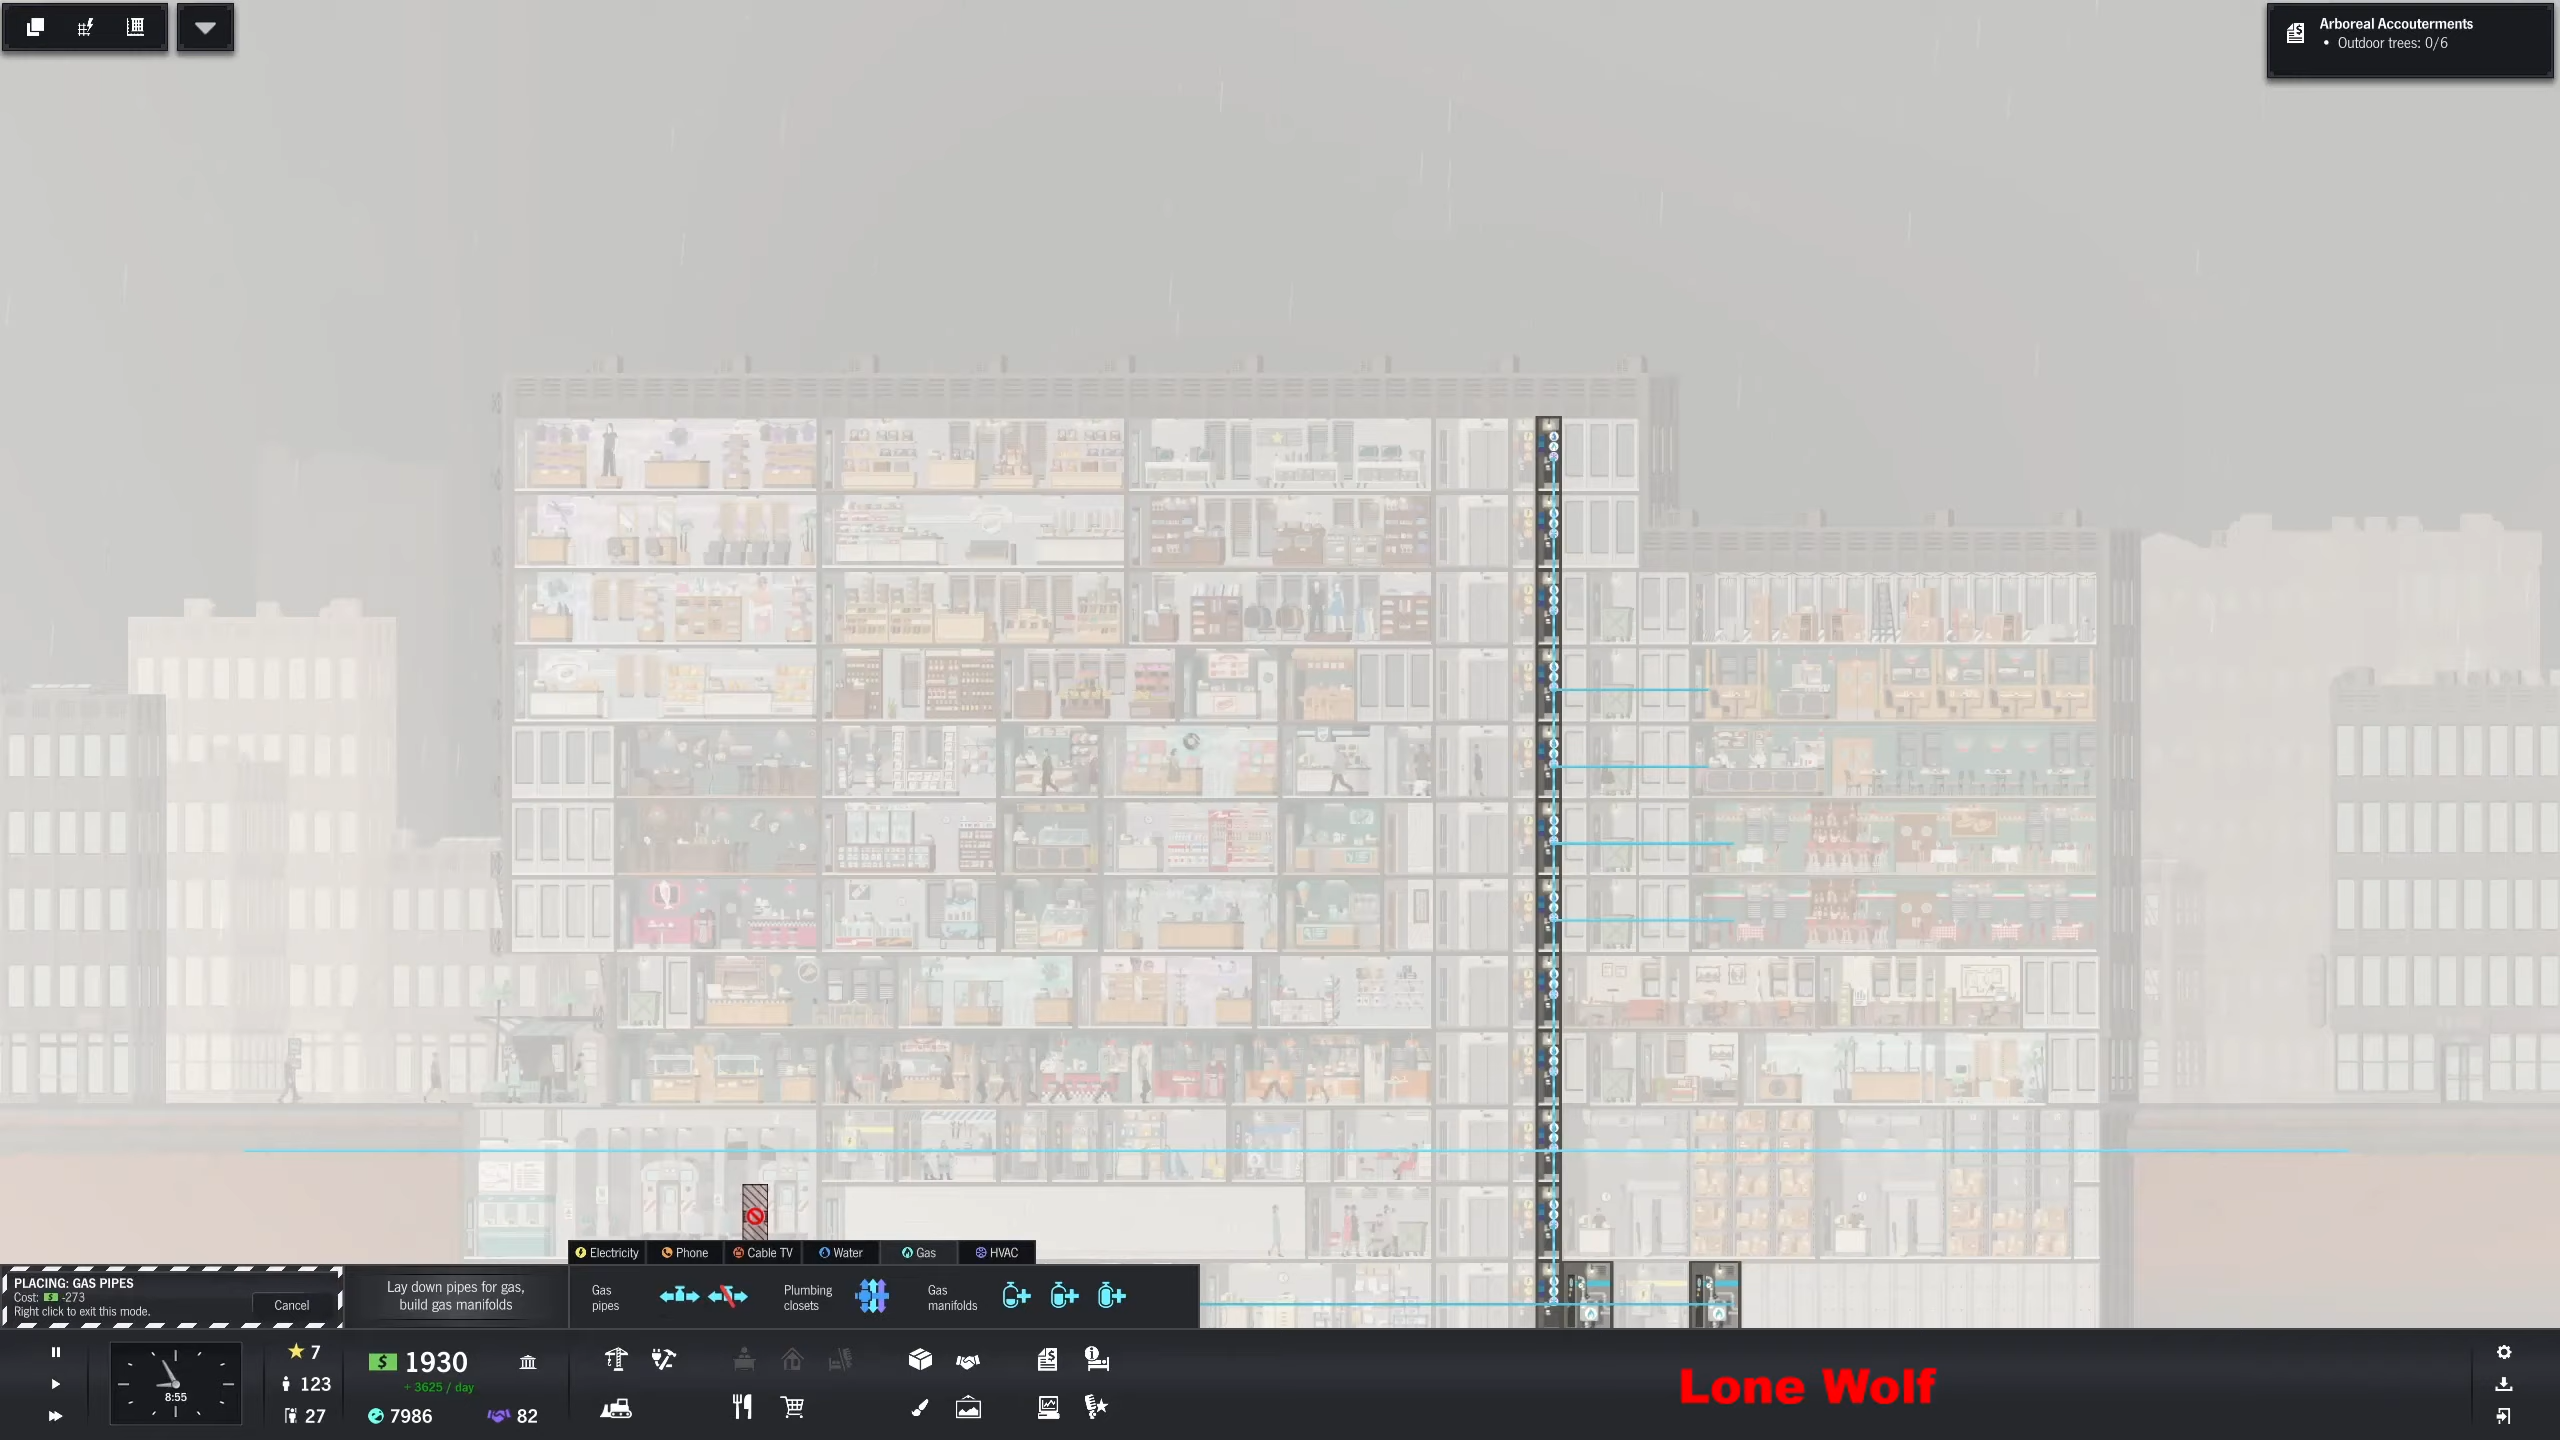 Arboreal Accouterments
• Outdoor trees: 0/6
Electricity
Phone
Cable TV
Water
Gas
HVAC
PLACING: GAS PIPES
Cost: $ -273
Right click to exit this mode.
Cancel
Lay down pipes for gas,
build gas manifolds
Gas
pipes
Plumbing
closets
Gas
manifolds
8:55
7
123
27
$ 1930
+ 3625 / day
7986
82
Lone Wolf